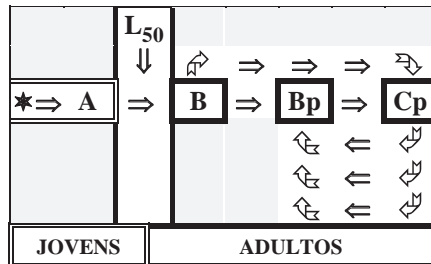 L50
⇓ ⇒ ⇒ ⇒
✷⇒ A ⇒ B ⇒ Bp ⇒ Cp
⇐
⇐
⇐
JOVENS ADULTOS